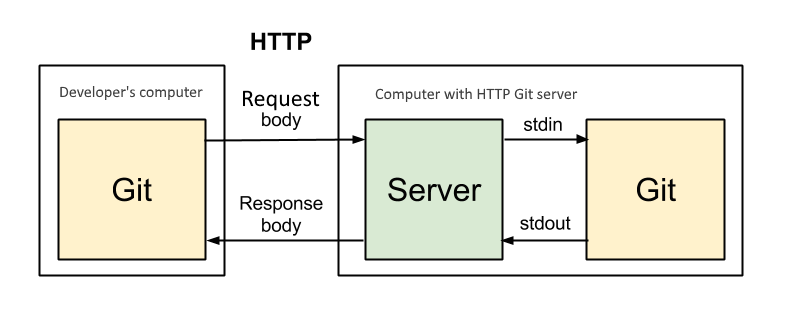 HTTP
Developer's computer
Request
body
Computer with HTTP Git server
stdin
Git
Server
Git
Response
body
stdout